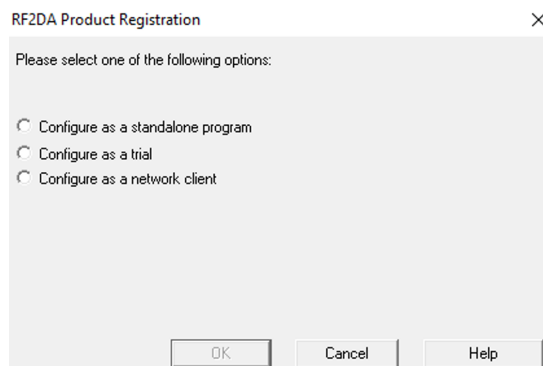 RF2DA Product Registration
Please select one of the following options:
Configure as a standalone program
Configure as a trial
Configure as a network client
OK Cancel Help